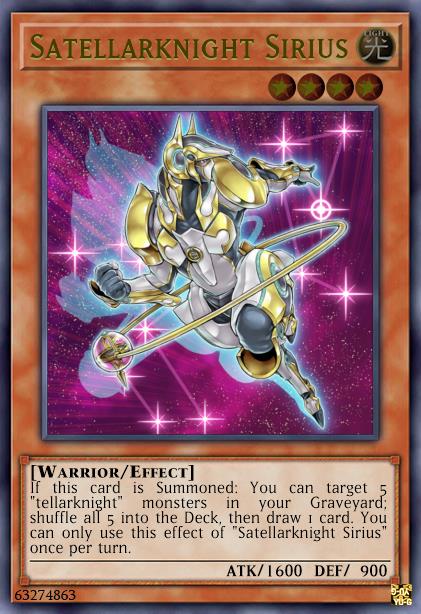 SATELLARKNIGHT SIRIUS
LIGHT
光
[WARRIOR/EFFECT]
If this card is Summoned: You can target 5
"tellarknight" monsters in your Graveyard;
shuffle all 5 into the Deck, then draw 1 card. You
can only use this effect of "Satellarknight Sirius"
once per turn.
ATK/1600 DEF/ 900
63274863